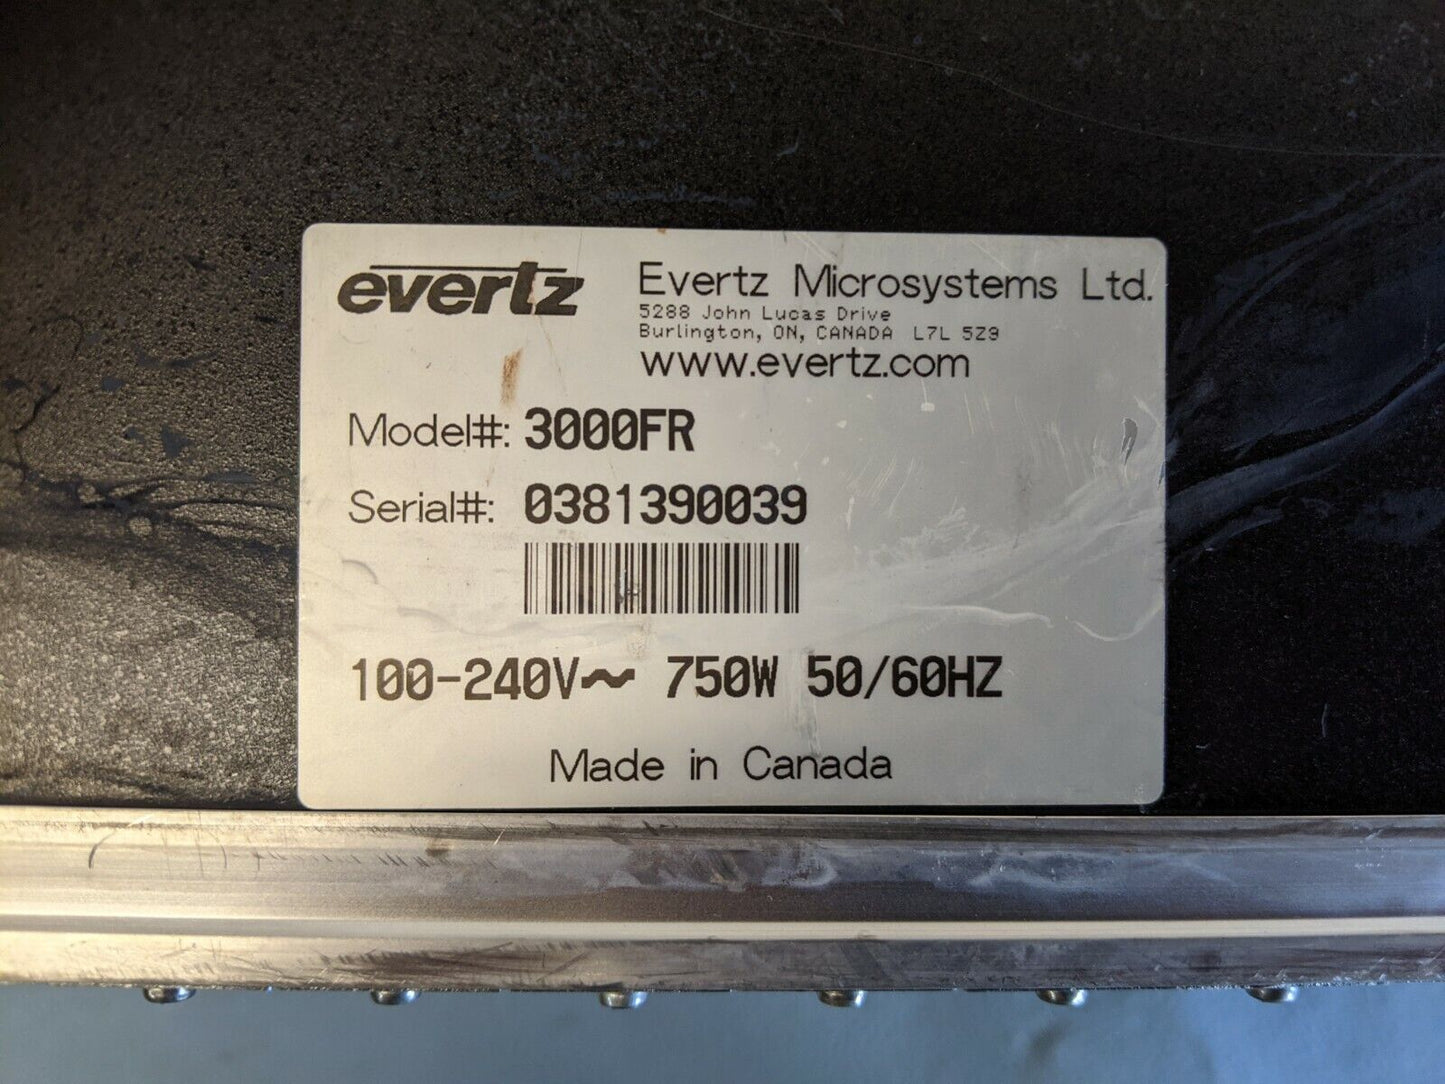 evertz
Evertz Microsystems Ltd.
5288 John Lucas Drive
Burlington, ON, CANADA L7L 5Z9
www.evertz.com
Model#: 3000FR
Serial#: 0381390039
100-240V~ 750W 50/60HZ
Made in Canada